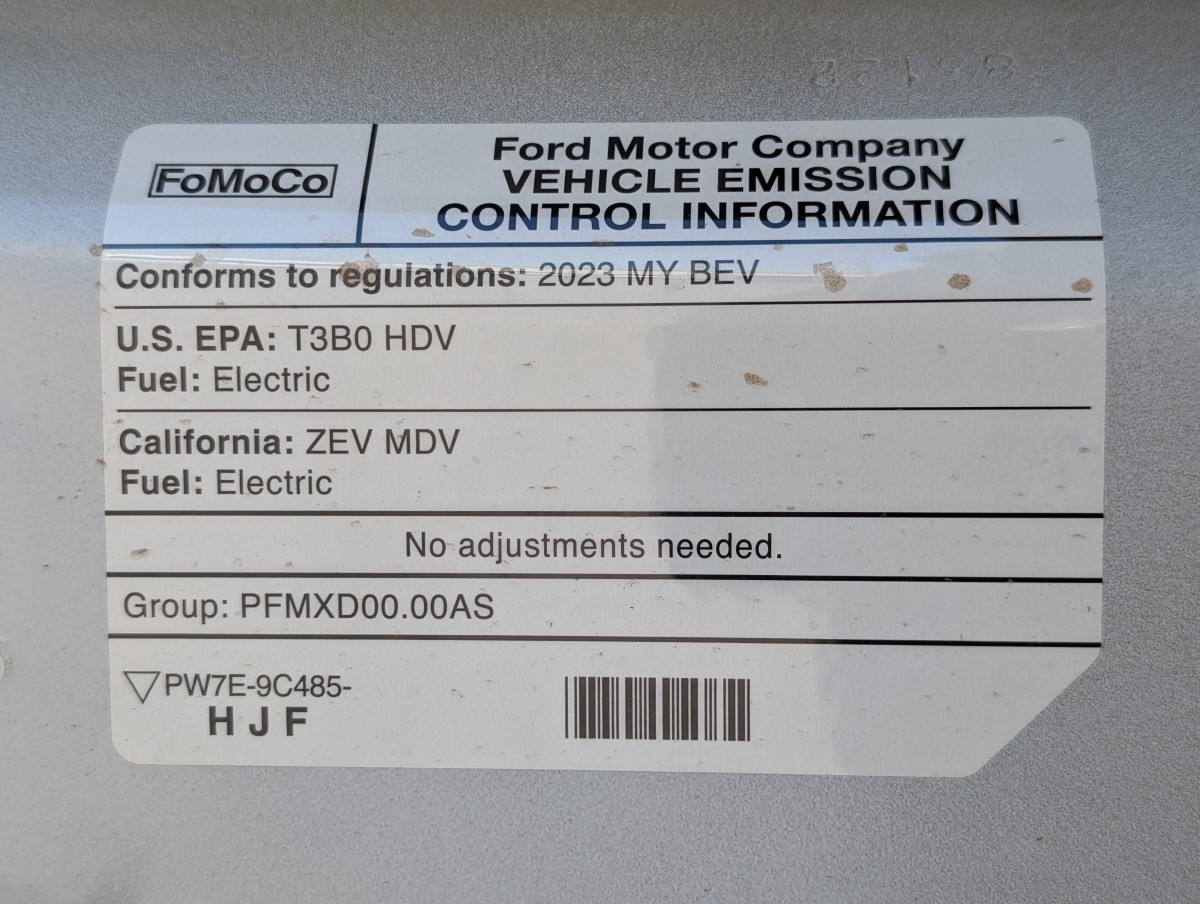 FoMoCo
Ford Motor Company
VEHICLE EMISSION
CONTROL INFORMATION
Conforms to regulations: 2023 MY BEV
U.S. EPA: T3B0 HDV
Fuel: Electric
California: ZEV MDV
Fuel: Electric
No adjustments needed.
Group: PFMXD00.00AS
PW7E-9C485-
H J F